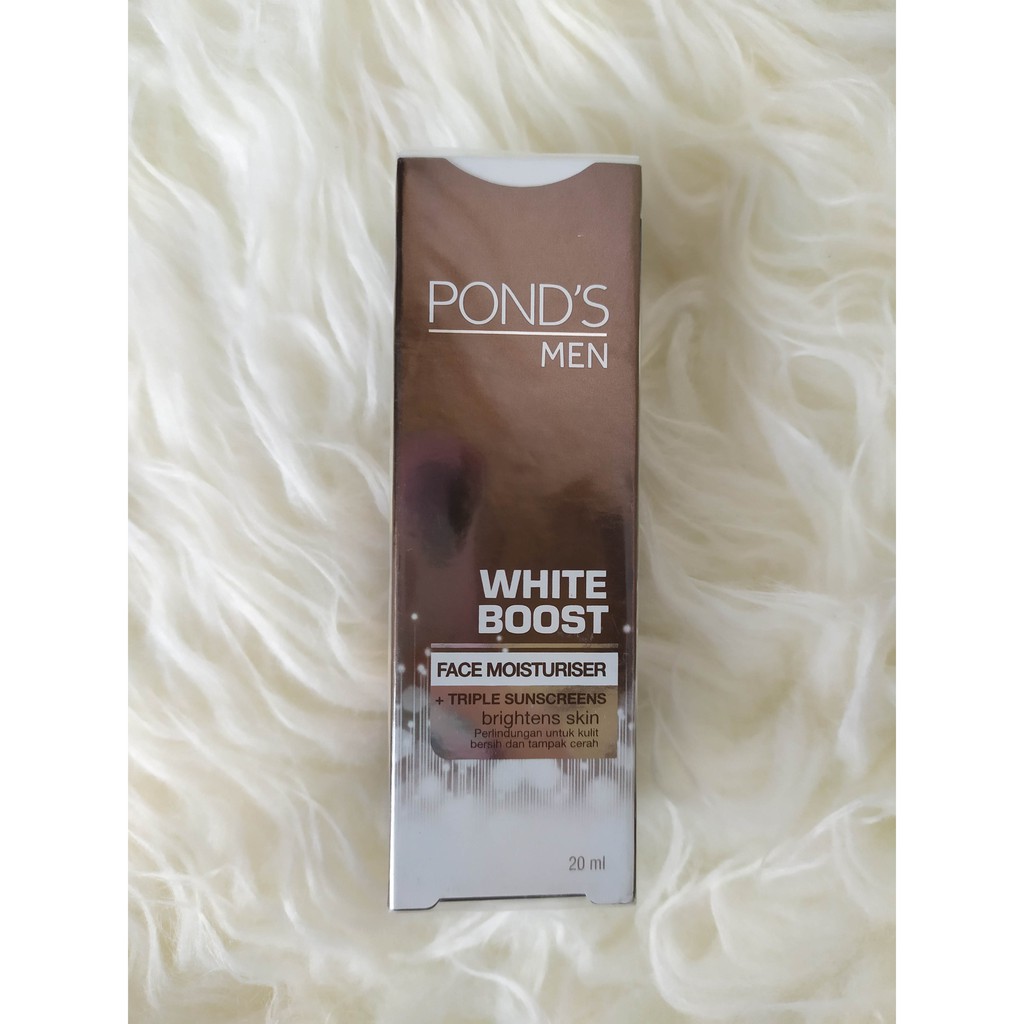 POND'S
MEN
WHITE
BOOST
FACE MOISTURISER
+ TRIPLE SUNSCREENS
brightens skin
Perlindungan untuk kulit
bersih dan tampak cerah
20 ml